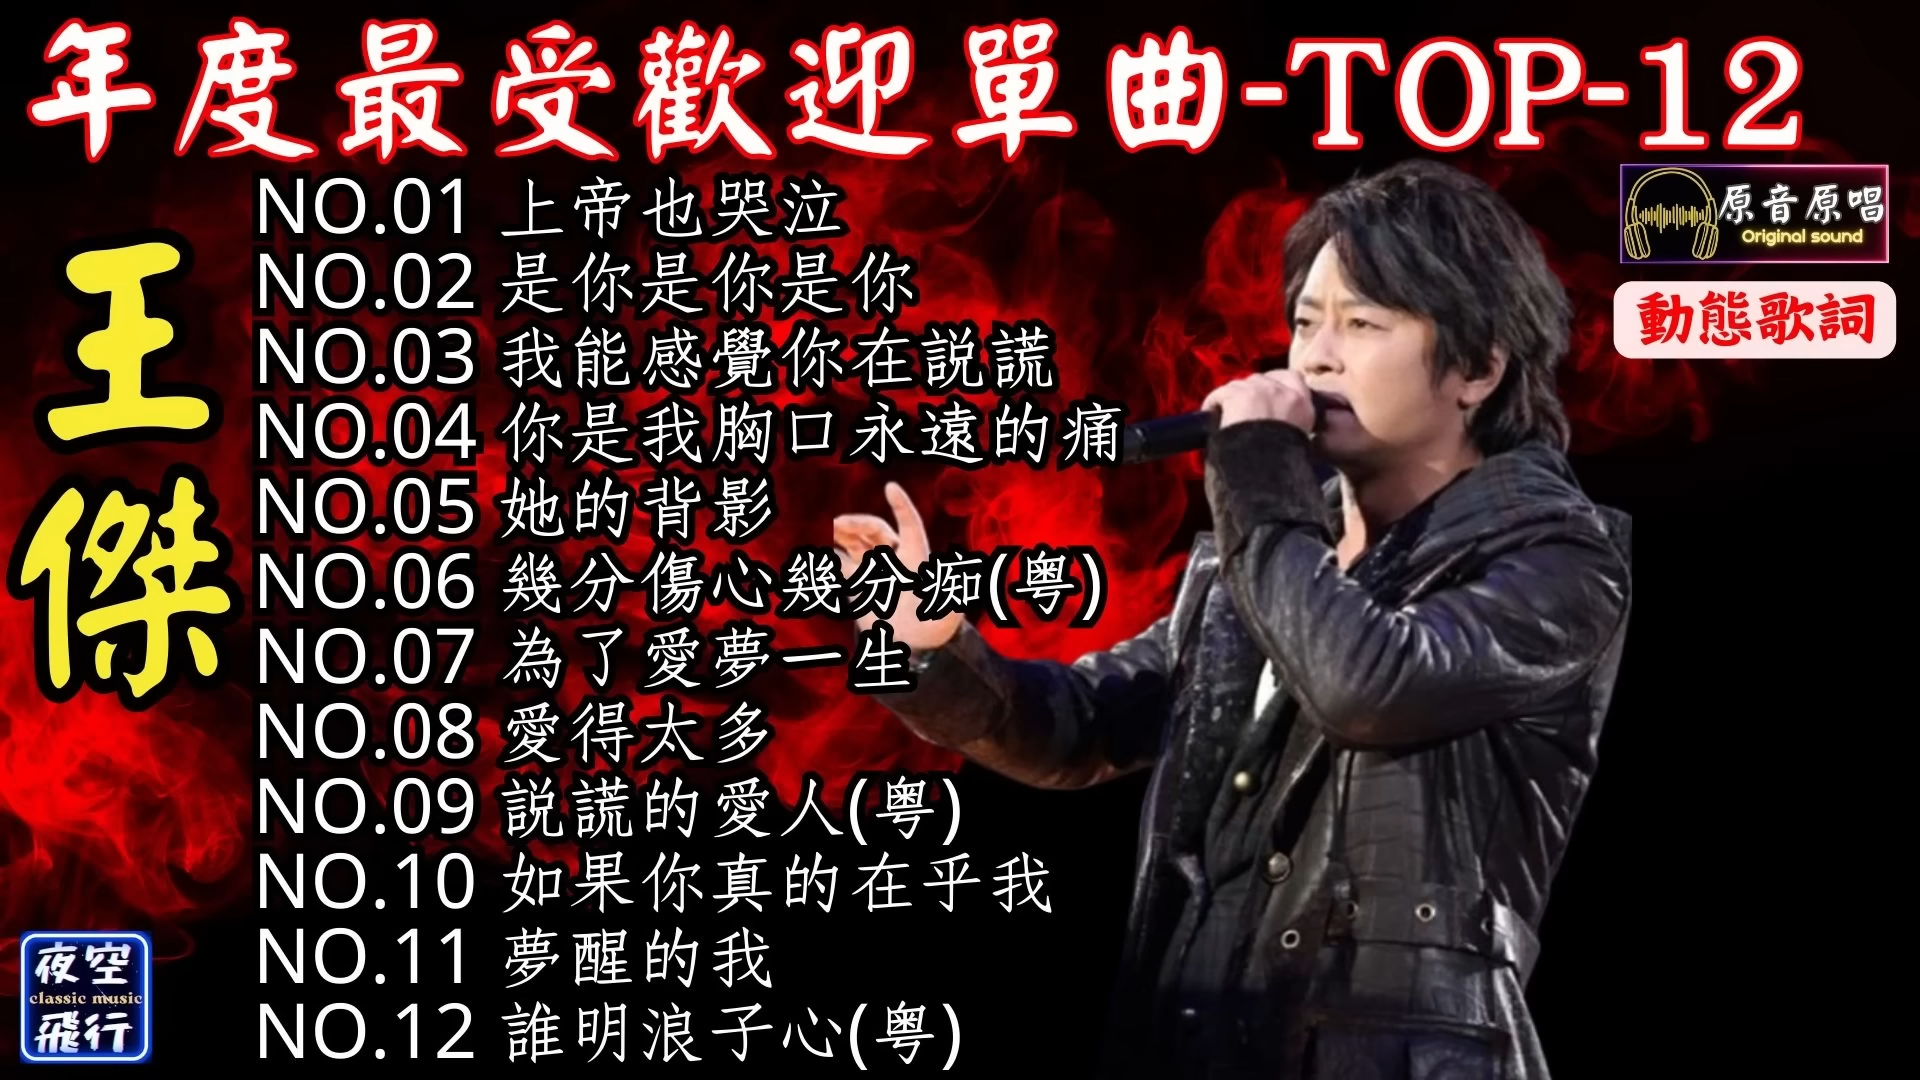 年度最受歡迎單曲-TOP-12
王傑
原音原唱
Original sound
動態歌詞
NO.01 上帝也哭泣
NO.02 是你是你是你
NO.03 我能感覺你在説謊
NO.04 你是我胸口永遠的痛
NO.05 她的背影
NO.06 幾分傷心幾分痴(粵)
NO.07 為了愛夢一生
NO.08 愛得太多
NO.09 説謊的愛人(粵)
NO.10 如果你真的在乎我
NO.11 夢醒的我
NO.12 誰明浪子心(粵)
夜空
classic music
飛行